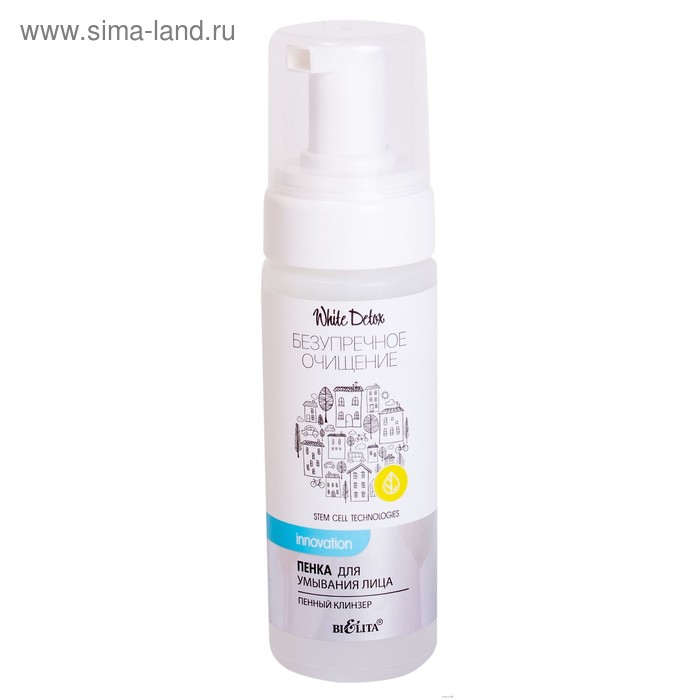 www.sima-land.ru
White Detox
БЕЗУПРЕЧНОЕ
ОЧИЩЕНИЕ
STEM CELL TECHNOLOGIES
innovation
ПЕНКА для
УМЫВАНИЯ ЛИЦА
ПЕННЫЙ КЛИНЗЕР
BIELITA®